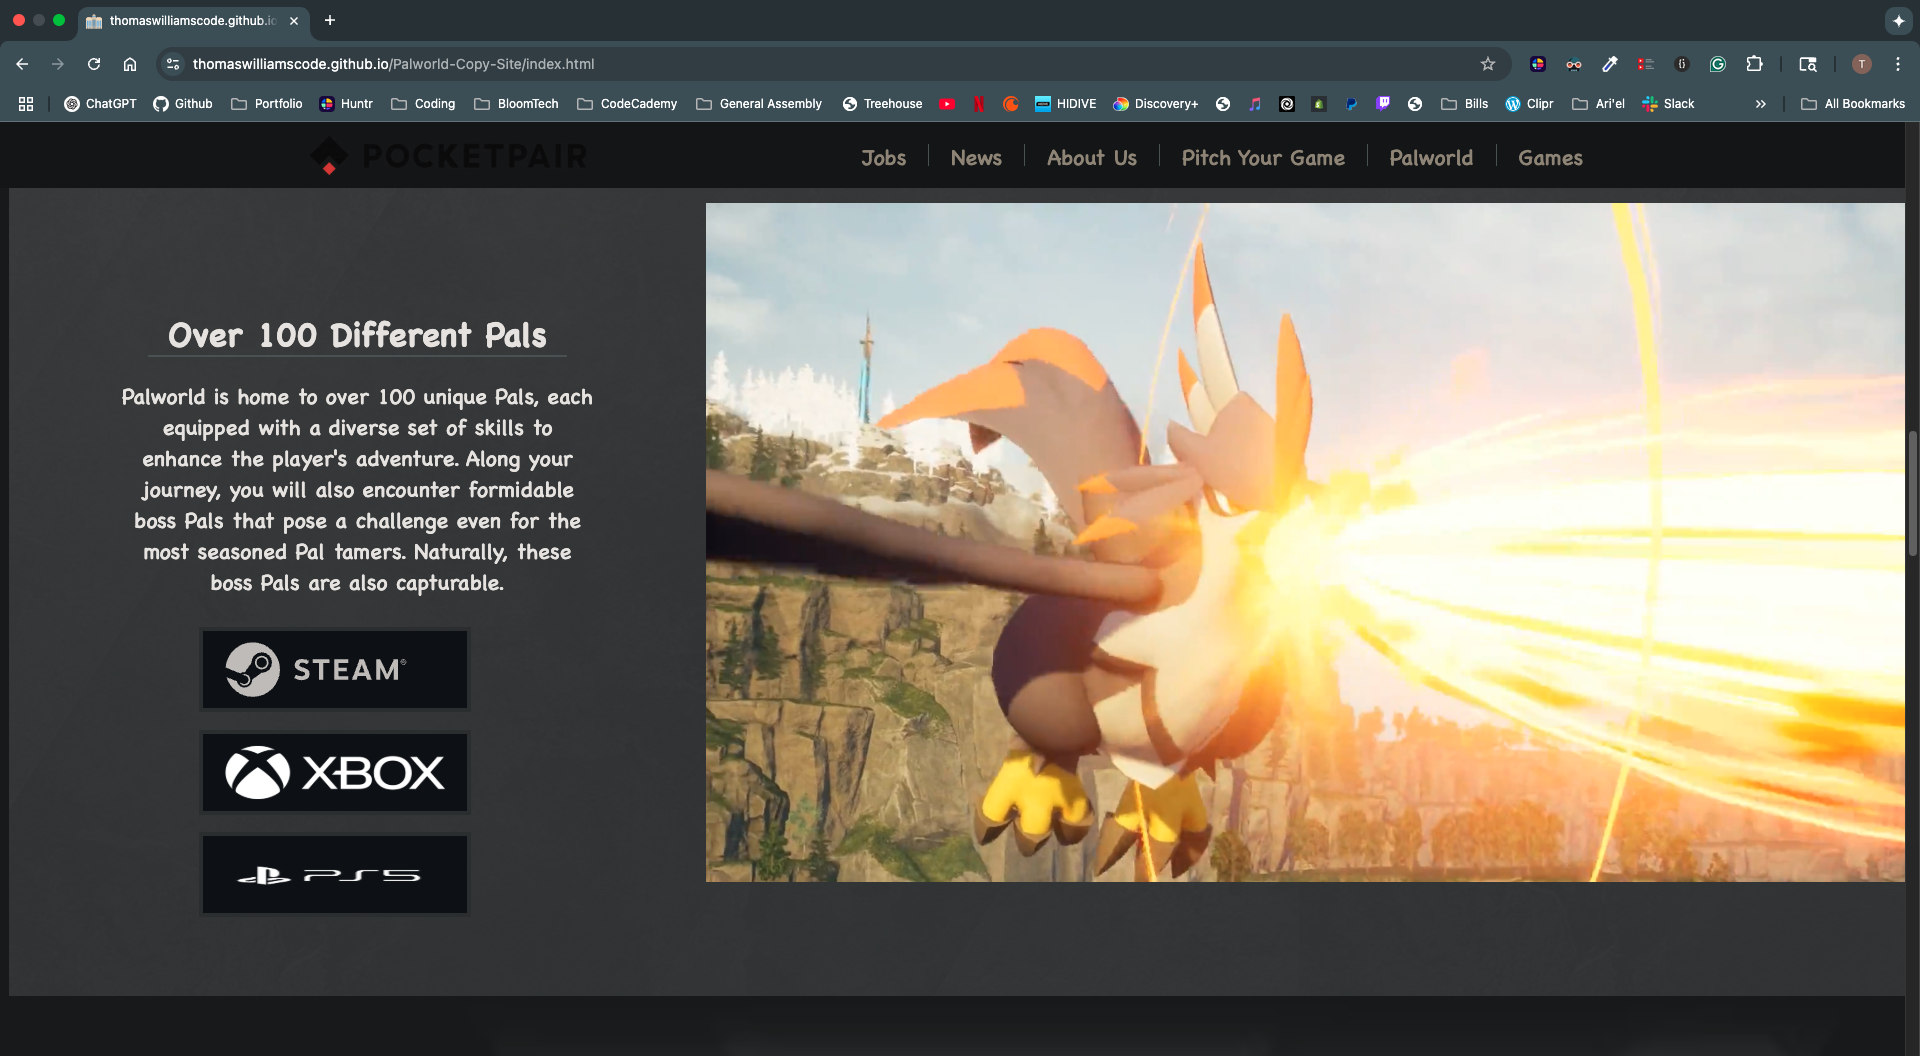 thomaswilliamscode.github.io
thomaswilliamscode.github.io/Palworld-Copy-Site/index.html
T
ChatGPT Github Portfolio Huntr Coding BloomTech CodeCademy General Assembly Treehouse HIDIVE Discovery+ Bills Clipr Ari'el Slack All Bookmarks
POCKETPAIR Jobs News About Us Pitch Your Game Palworld Games
Over 100 Different Pals
Palworld is home to over 100 unique Pals, each
equipped with a diverse set of skills to
enhance the player's adventure. Along your
journey, you will also encounter formidable
boss Pals that pose a challenge even for the
most seasoned Pal tamers. Naturally, these
boss Pals are also capturable.
STEAM®
XBOX
PS5